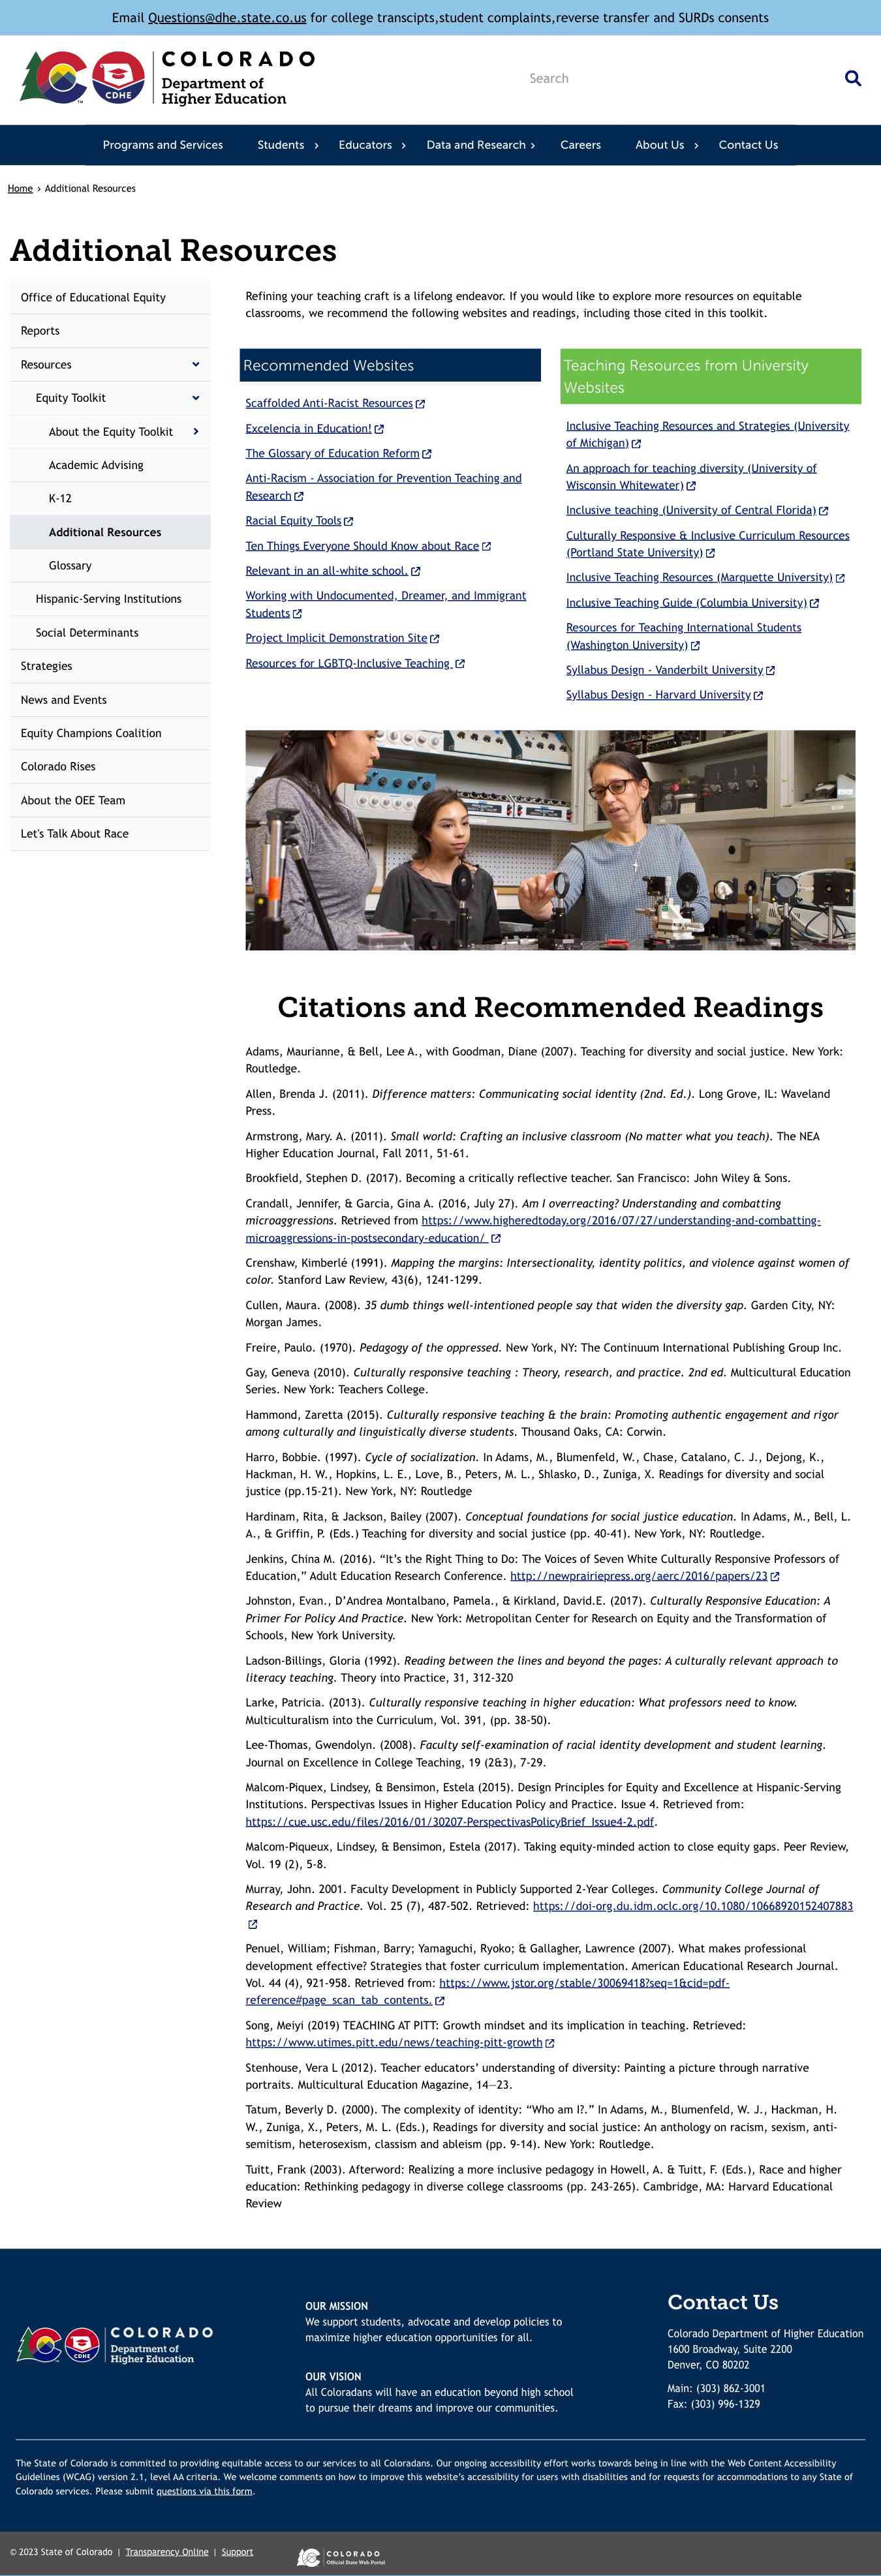 Email Questions@dhe.state.co.us for college transcipts,student complaints,reverse transfer and SURDs consents
COLORADO
Department of
Higher Education
CDHE
TM
Search
Programs and Services
Students
Educators
Data and Research
Careers
About Us
Contact Us
Home › Additional Resources
Additional Resources
Office of Educational Equity
Reports
Resources
Equity Toolkit
About the Equity Toolkit
Academic Advising
K-12
Additional Resources
Glossary
Hispanic-Serving Institutions
Social Determinants
Strategies
News and Events
Equity Champions Coalition
Colorado Rises
About the OEE Team
Let's Talk About Race
Refining your teaching craft is a lifelong endeavor. If you would like to explore more resources on equitable
classrooms, we recommend the following websites and readings, including those cited in this toolkit.
Recommended Websites
Scaffolded Anti-Racist Resources
Excelencia in Education!
The Glossary of Education Reform
Anti-Racism - Association for Prevention Teaching and
Research
Racial Equity Tools
Ten Things Everyone Should Know about Race
Relevant in an all-white school.
Working with Undocumented, Dreamer, and Immigrant
Students
Project Implicit Demonstration Site
Resources for LGBTQ-Inclusive Teaching
Teaching Resources from University
Websites
Inclusive Teaching Resources and Strategies (University
of Michigan)
An approach for teaching diversity (University of
Wisconsin Whitewater)
Inclusive teaching (University of Central Florida)
Culturally Responsive & Inclusive Curriculum Resources
(Portland State University)
Inclusive Teaching Resources (Marquette University)
Inclusive Teaching Guide (Columbia University)
Resources for Teaching International Students
(Washington University)
Syllabus Design - Vanderbilt University
Syllabus Design - Harvard University
Citations and Recommended Readings
Adams, Maurianne, & Bell, Lee A., with Goodman, Diane (2007). Teaching for diversity and social justice. New York:
Routledge.
Allen, Brenda J. (2011). Difference matters: Communicating social identity (2nd. Ed.). Long Grove, IL: Waveland
Press.
Armstrong, Mary. A. (2011). Small world: Crafting an inclusive classroom (No matter what you teach). The NEA
Higher Education Journal, Fall 2011, 51-61.
Brookfield, Stephen D. (2017). Becoming a critically reflective teacher. San Francisco: John Wiley & Sons.
Crandall, Jennifer, & Garcia, Gina A. (2016, July 27). Am I overreacting? Understanding and combatting
microaggressions. Retrieved from https://www.higheredtoday.org/2016/07/27/understanding-and-combatting-
microaggressions-in-postsecondary-education/
Crenshaw, Kimberlé (1991). Mapping the margins: Intersectionality, identity politics, and violence against women of
color. Stanford Law Review, 43(6), 1241-1299.
Cullen, Maura. (2008). 35 dumb things well-intentioned people say that widen the diversity gap. Garden City, NY:
Morgan James.
Freire, Paulo. (1970). Pedagogy of the oppressed. New York, NY: The Continuum International Publishing Group Inc.
Gay, Geneva (2010). Culturally responsive teaching : Theory, research, and practice. 2nd ed. Multicultural Education
Series. New York: Teachers College.
Hammond, Zaretta (2015). Culturally responsive teaching & the brain: Promoting authentic engagement and rigor
among culturally and linguistically diverse students. Thousand Oaks, CA: Corwin.
Harro, Bobbie. (1997). Cycle of socialization. In Adams, M., Blumenfeld, W., Chase, Catalano, C. J., Dejong, K.,
Hackman, H. W., Hopkins, L. E., Love, B., Peters, M. L., Shlasko, D., Zuniga, X. Readings for diversity and social
justice (pp.15-21). New York, NY: Routledge
Hardinam, Rita, & Jackson, Bailey (2007). Conceptual foundations for social justice education. In Adams, M., Bell, L.
A., & Griffin, P. (Eds.) Teaching for diversity and social justice (pp. 40-41). New York, NY: Routledge.
Jenkins, China M. (2016). “It’s the Right Thing to Do: The Voices of Seven White Culturally Responsive Professors of
Education,” Adult Education Research Conference. http://newprairiepress.org/aerc/2016/papers/23
Johnston, Evan., D’Andrea Montalbano, Pamela., & Kirkland, David.E. (2017). Culturally Responsive Education: A
Primer For Policy And Practice. New York: Metropolitan Center for Research on Equity and the Transformation of
Schools, New York University.
Ladson-Billings, Gloria (1992). Reading between the lines and beyond the pages: A culturally relevant approach to
literacy teaching. Theory into Practice, 31, 312-320
Larke, Patricia. (2013). Culturally responsive teaching in higher education: What professors need to know.
Multiculturalism into the Curriculum, Vol. 391, (pp. 38-50).
Lee-Thomas, Gwendolyn. (2008). Faculty self-examination of racial identity development and student learning.
Journal on Excellence in College Teaching, 19 (2&3), 7-29.
Malcom-Piquex, Lindsey, & Bensimon, Estela (2015). Design Principles for Equity and Excellence at Hispanic-Serving
Institutions. Perspectivas Issues in Higher Education Policy and Practice. Issue 4. Retrieved from:
https://cue.usc.edu/files/2016/01/30207-PerspectivasPolicyBrief_Issue4-2.pdf.
Malcom-Piqueux, Lindsey, & Bensimon, Estela (2017). Taking equity-minded action to close equity gaps. Peer Review,
Vol. 19 (2), 5-8.
Murray, John. 2001. Faculty Development in Publicly Supported 2-Year Colleges. Community College Journal of
Research and Practice. Vol. 25 (7), 487-502. Retrieved: https://doi-org.du.idm.oclc.org/10.1080/10668920152407883
Penuel, William; Fishman, Barry; Yamaguchi, Ryoko; & Gallagher, Lawrence (2007). What makes professional
development effective? Strategies that foster curriculum implementation. American Educational Research Journal.
Vol. 44 (4), 921-958. Retrieved from: https://www.jstor.org/stable/30069418?seq=1&cid=pdf-
reference#page_scan_tab_contents.
Song, Meiyi (2019) TEACHING AT PITT: Growth mindset and its implication in teaching. Retrieved:
https://www.utimes.pitt.edu/news/teaching-pitt-growth
Stenhouse, Vera L (2012). Teacher educators’ understanding of diversity: Painting a picture through narrative
portraits. Multicultural Education Magazine, 14—23.
Tatum, Beverly D. (2000). The complexity of identity: “Who am I?.” In Adams, M., Blumenfeld, W. J., Hackman, H.
W., Zuniga, X., Peters, M. L. (Eds.), Readings for diversity and social justice: An anthology on racism, sexism, anti-
semitism, heterosexism, classism and ableism (pp. 9-14). New York: Routledge.
Tuitt, Frank (2003). Afterword: Realizing a more inclusive pedagogy in Howell, A. & Tuitt, F. (Eds.), Race and higher
education: Rethinking pedagogy in diverse college classrooms (pp. 243-265). Cambridge, MA: Harvard Educational
Review
COLORADO
Department of
Higher Education
CDHE
OUR MISSION
We support students, advocate and develop policies to
maximize higher education opportunities for all.
OUR VISION
All Coloradans will have an education beyond high school
to pursue their dreams and improve our communities.
Contact Us
Colorado Department of Higher Education
1600 Broadway, Suite 2200
Denver, CO 80202
Main: (303) 862-3001
Fax: (303) 996-1329
The State of Colorado is committed to providing equitable access to our services to all Coloradans. Our ongoing accessibility effort works towards being in line with the Web Content Accessibility
Guidelines (WCAG) version 2.1, level AA criteria. We welcome comments on how to improve this website’s accessibility for users with disabilities and for requests for accommodations to any State of
Colorado services. Please submit questions via this form.
© 2023 State of Colorado | Transparency Online | Support
COLORADO
Official State Web Portal